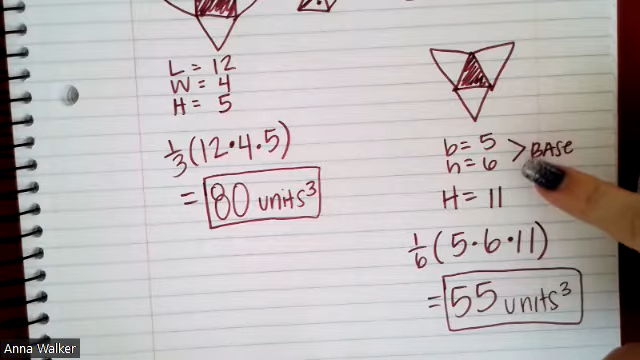 L = 12
W = 4
H = 5
1/3(12·4·5)
= 80 units³
b = 5
h = 6
> BASE
H = 11
1/6(5·6·11)
= 55 units³
Anna Walker